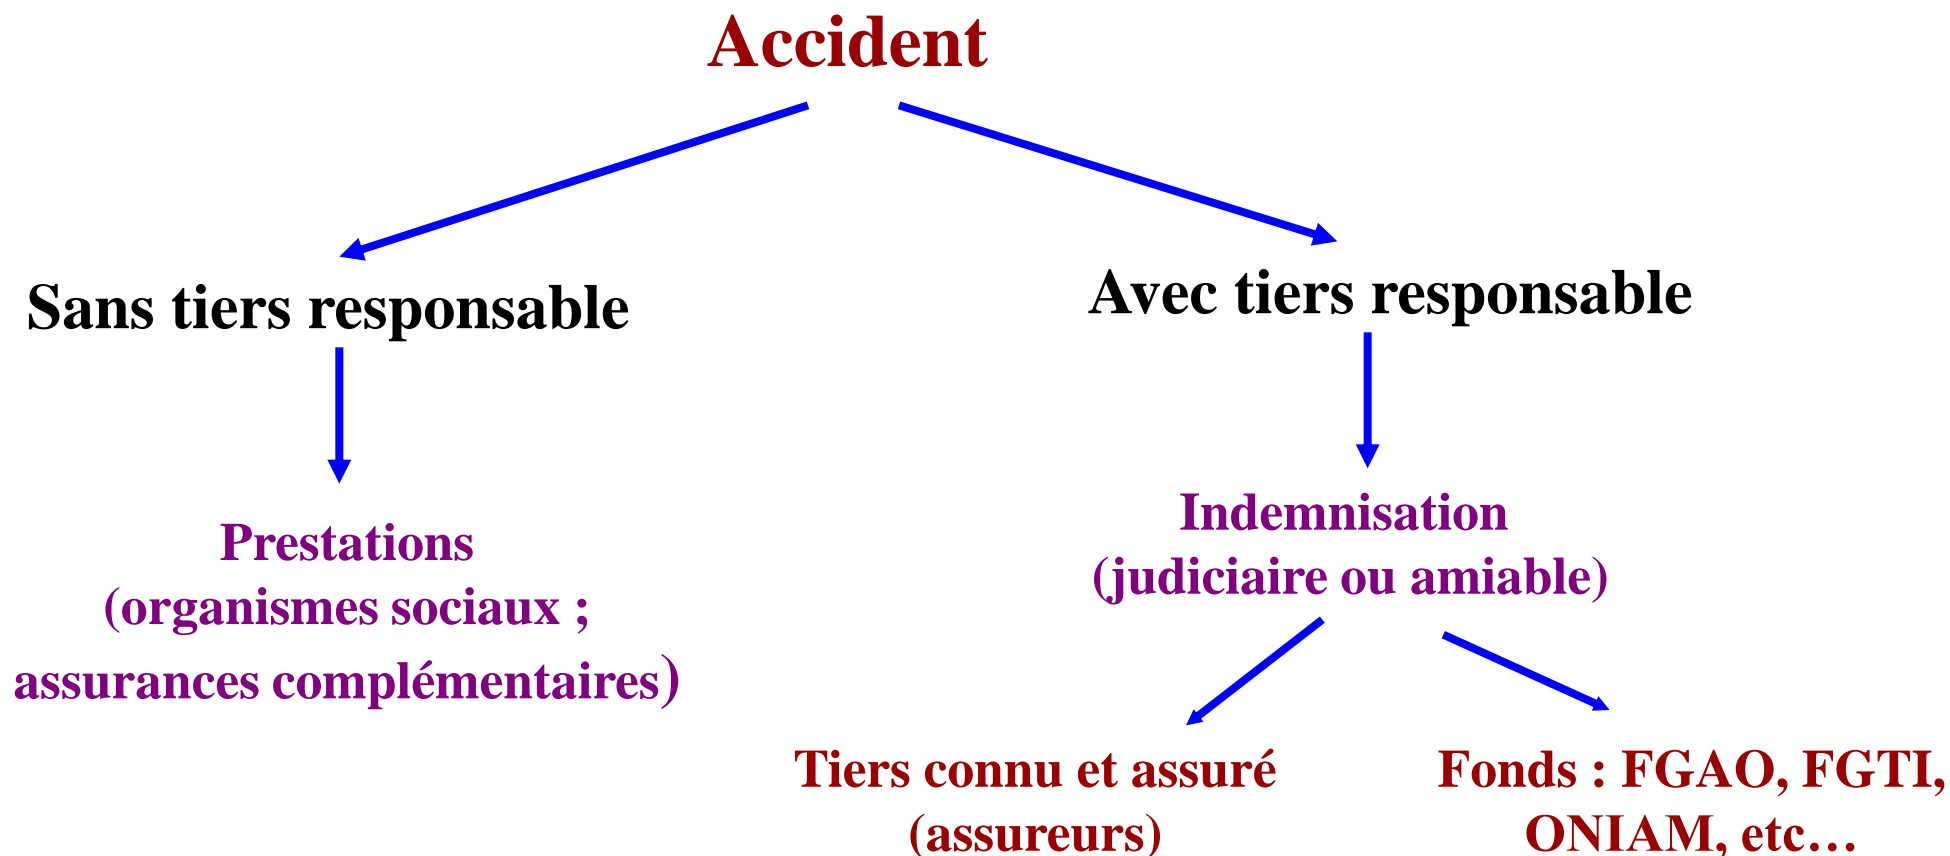 Accident
Sans tiers responsable
Avec tiers responsable
Prestations
(organismes sociaux ;
assurances complémentaires)
Indemnisation
(judiciaire ou amiable)
Tiers connu et assuré
(assureurs)
Fonds : FGAO, FGTI,
ONIAM, etc…